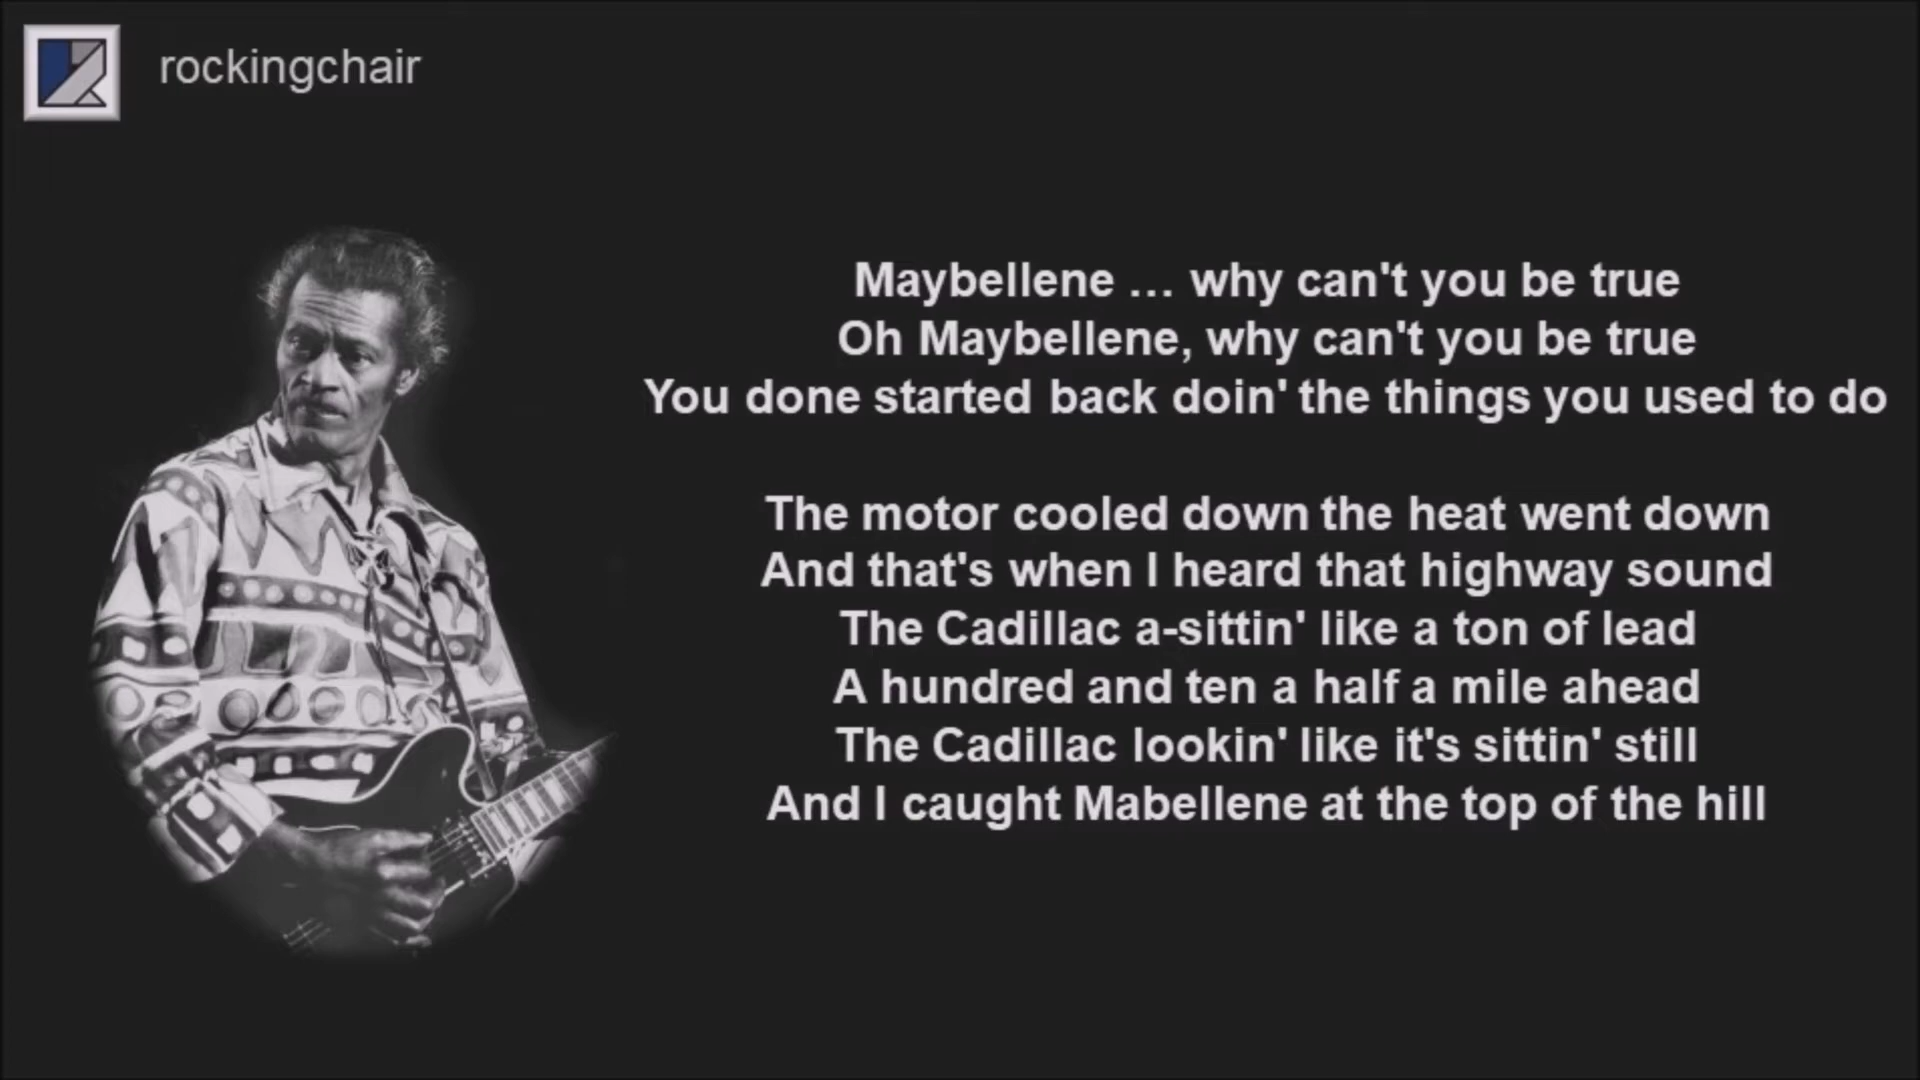 rockingchair
Maybellene ... why can't you be true
Oh Maybellene, why can't you be true
You done started back doin' the things you used to do
The motor cooled down the heat went down
And that's when I heard that highway sound
The Cadillac a-sittin' like a ton of lead
A hundred and ten a half a mile ahead
The Cadillac lookin' like it's sittin' still
And I caught Mabellene at the top of the hill